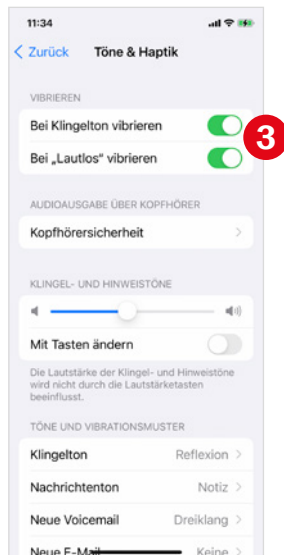 11:34
Zurück Töne & Haptik
VIBRIEREN
Bei Klingelton vibrieren
3
Bei „Lautlos“ vibrieren
AUDIOAUSGABE ÜBER KOPFHÖRER
Kopfhörersicherheit
KLINGEL- UND HINWEISTÖNE
Mit Tasten ändern
Die Lautstärke der Klingel- und Hinweistöne
wird nicht durch die Lautstärketasten
beeinflusst.
TÖNE UND VIBRATIONSMUSTER
Klingelton Reflexion
Nachrichtenton Notiz
Neue Voicemail Dreiklang
Neue E-Mail Keine